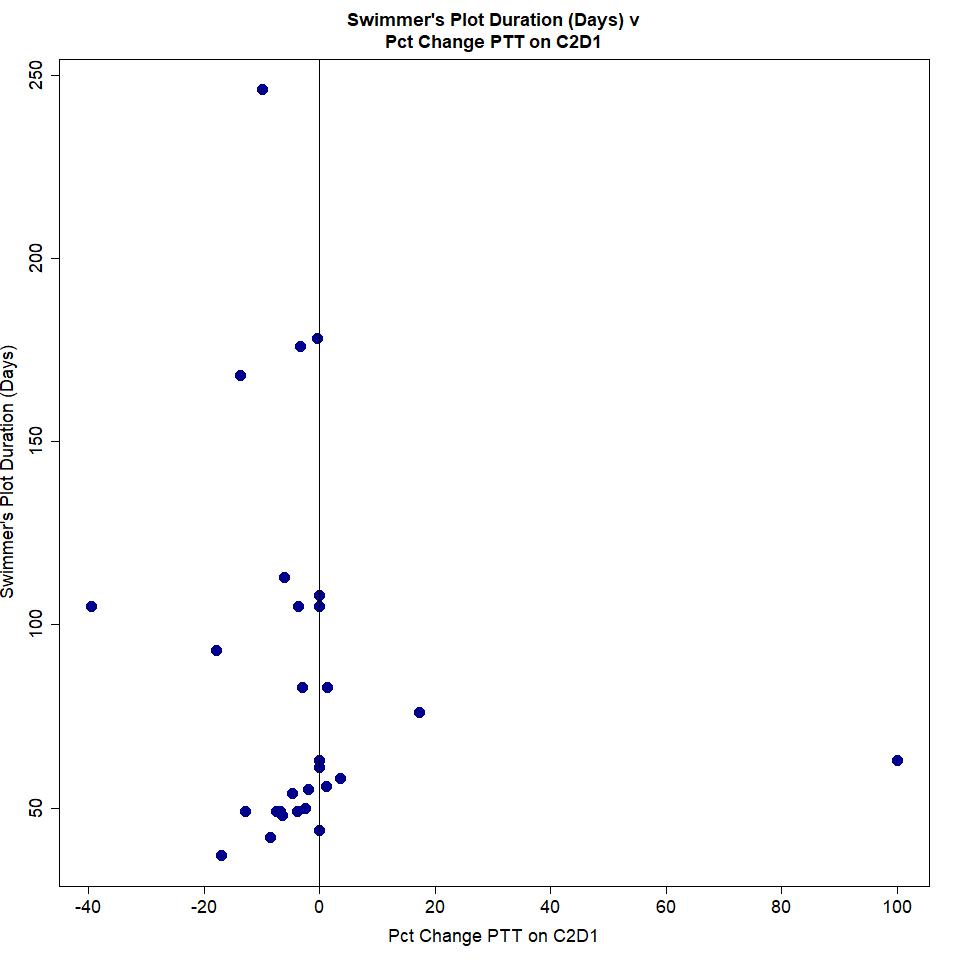 Swimmer's Plot Duration (Days) v
Pct Change PTT on C2D1
Swimmer's Plot Duration (Days)
250
200
150
100
50
-40 -20 0 20 40 60 80 100
Pct Change PTT on C2D1